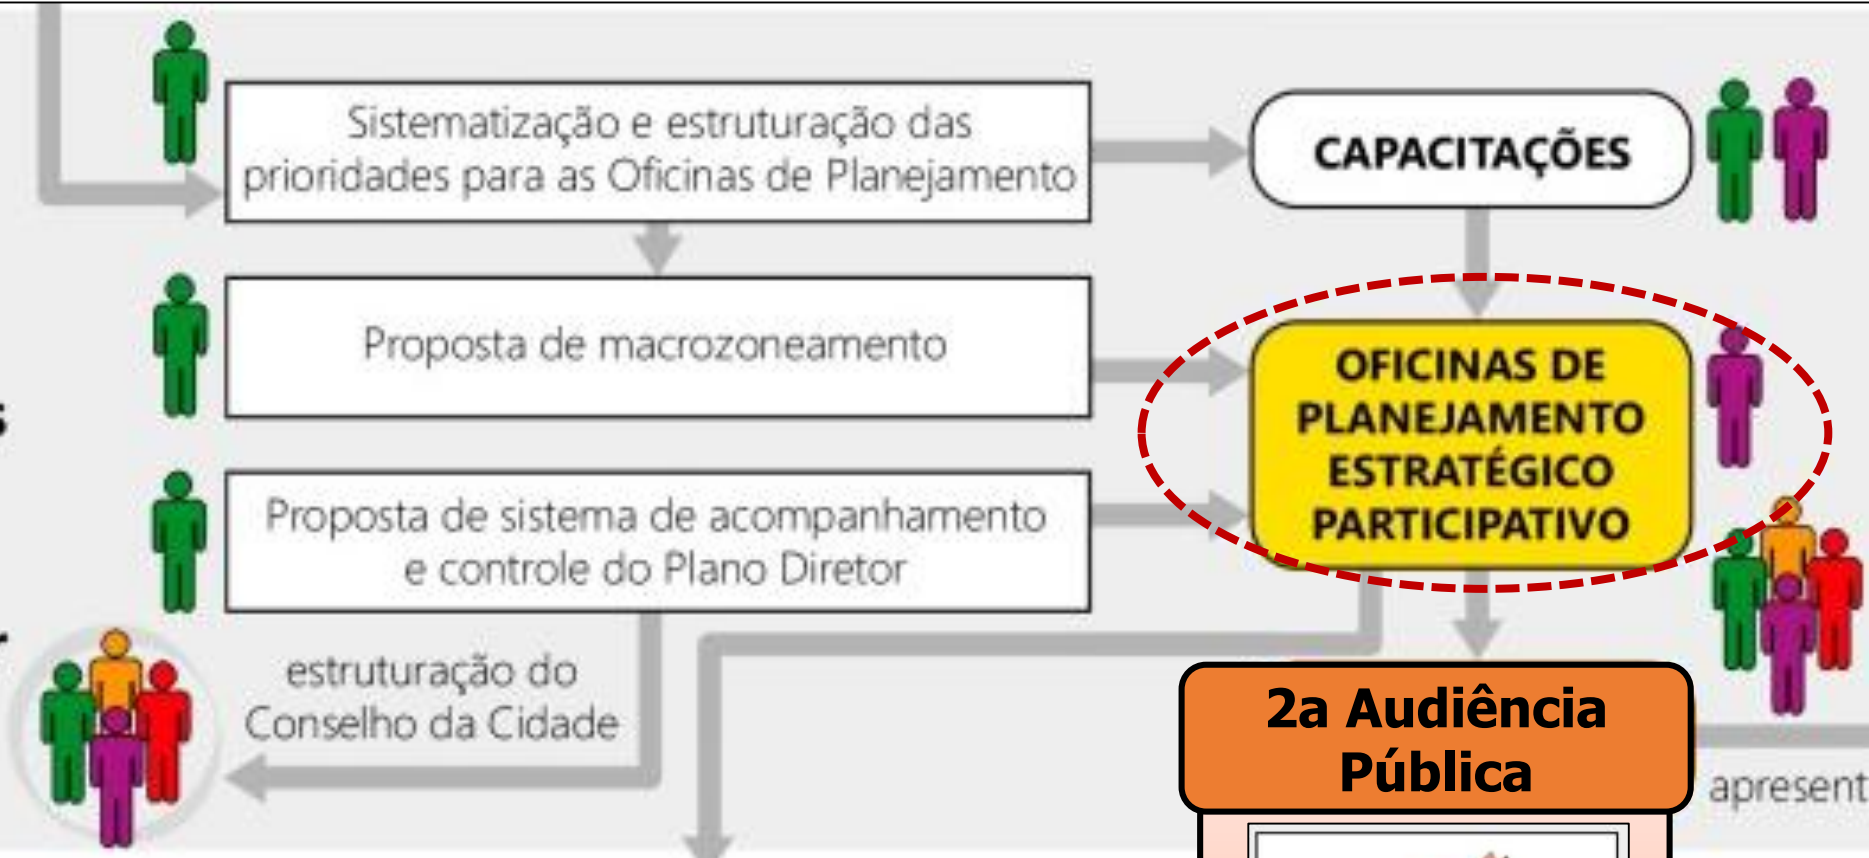 Sistematização e estruturação das
prioridades para as Oficinas de Planejamento
CAPACITAÇÕES
Proposta de macrozoneamento
OFICINAS DE
PLANEJAMENTO
ESTRATÉGICO
PARTICIPATIVO
Proposta de sistema de acompanhamento
e controle do Plano Diretor
estruturação do
Conselho da Cidade
2a Audiência
Pública
apresent